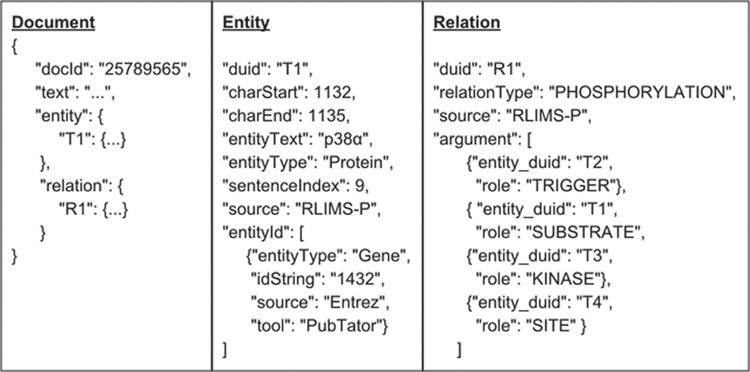 Document
{
"docId": "25789565",
"text": "...",
"entity": {
"T1": {...}
},
"relation": {
"R1": {...}
}
}
Entity
"duid": "T1",
"charStart": 1132,
"charEnd": 1135,
"entityText": "p38α",
"entityType": "Protein",
"sentenceIndex": 9,
"source": "RLIMS-P",
"entityId": [
{"entityType": "Gene",
"idString": "1432",
"source": "Entrez",
"tool": "PubTator"}
]
Relation
"duid": "R1",
"relationType": "PHOSPHORYLATION",
"source": "RLIMS-P",
"argument": [
{"entity_duid": "T2",
"role": "TRIGGER"},
{ "entity_duid": "T1",
"role": "SUBSTRATE",
{"entity_duid": "T3",
"role": "KINASE"},
{"entity_duid": "T4",
"role": "SITE" }
]